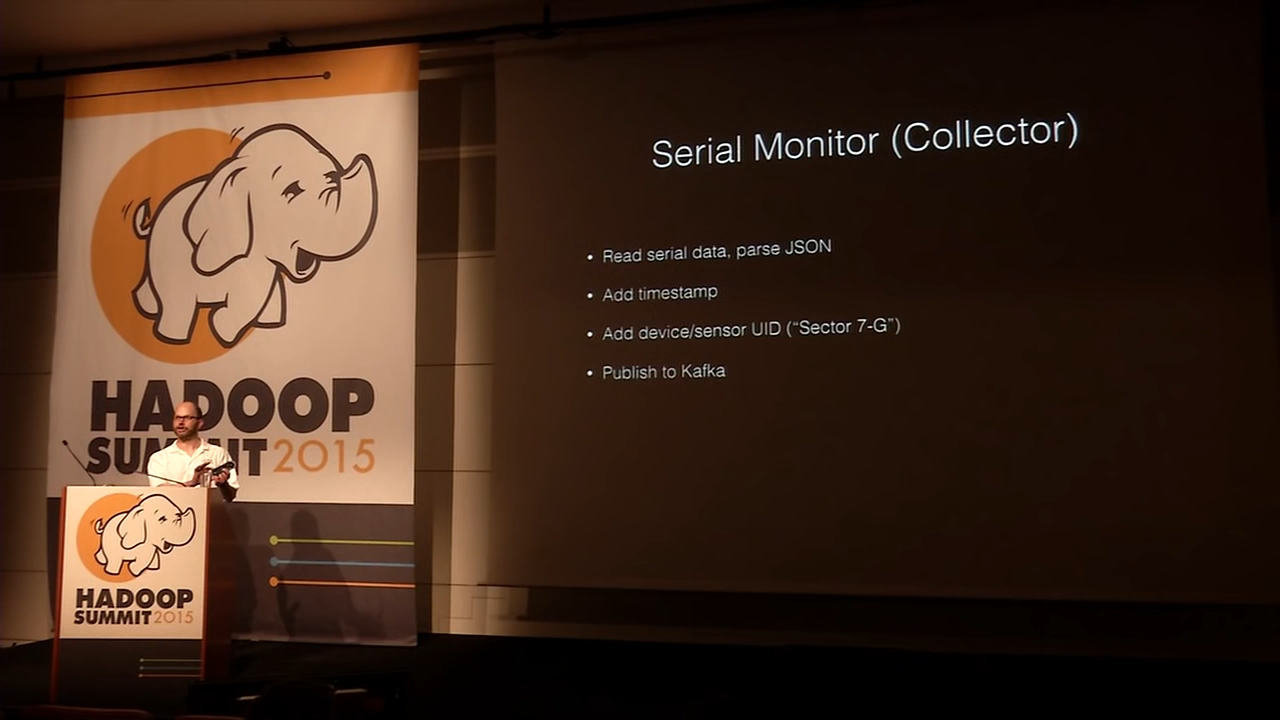 HADOOP
SUMMIT 2015
HADOOP
SUMMIT 2015
Serial Monitor (Collector)
• Read serial data, parse JSON
• Add timestamp
• Add device/sensor UID (“Sector 7-G”)
• Publish to Kafka